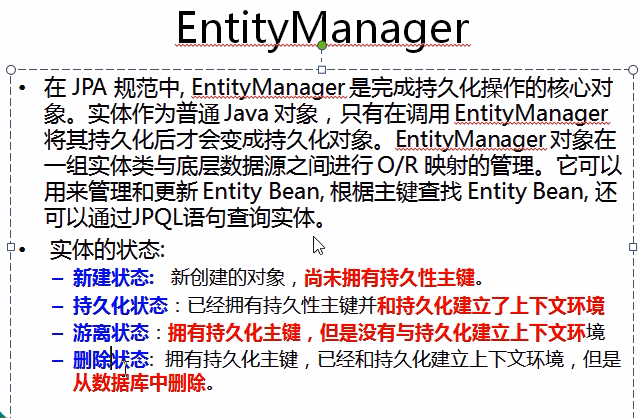 EntityManager
• 在 JPA 规范中, EntityManager 是完成持久化操作的核心对
象。实体作为普通 Java 对象，只有在调用 EntityManager
将其持久化后才会变成持久化对象。EntityManager 对象在
一组实体类与底层数据源之间进行 O/R 映射的管理。它可以
用来管理和更新 Entity Bean, 根椐主键查找 Entity Bean, 还
可以通过JPQL语句查询实体。
• 实体的状态:
– 新建状态: 新创建的对象，尚未拥有持久性主键。
– 持久化状态：已经拥有持久性主键并和持久化建立了上下文环境
– 游离状态：拥有持久化主键，但是没有与持久化建立上下文环境
– 删除状态: 拥有持久化主键，已经和持久化建立上下文环境，但是
从数据库中删除。